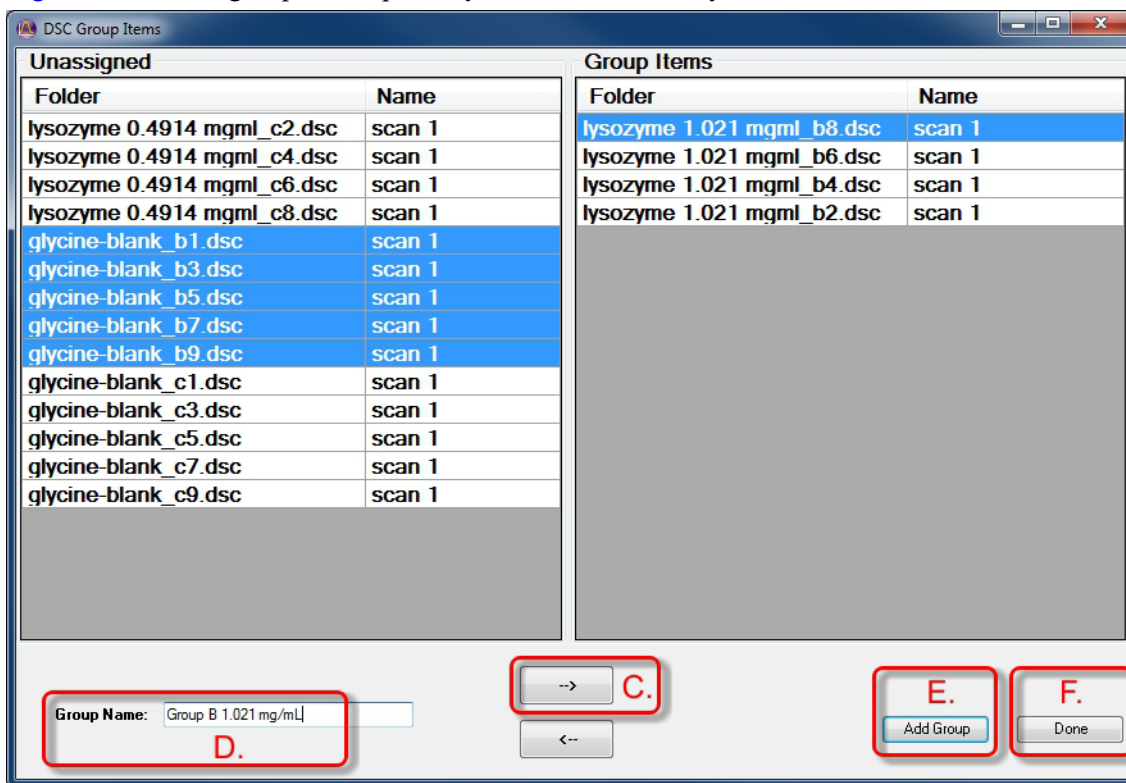 DSC Group Items
Unassigned
Folder Name
lysozyme 0.4914 mgml_c2.dsc scan 1
lysozyme 0.4914 mgml_c4.dsc scan 1
lysozyme 0.4914 mgml_c6.dsc scan 1
lysozyme 0.4914 mgml_c8.dsc scan 1
glycine-blank_b1.dsc scan 1
glycine-blank_b3.dsc scan 1
glycine-blank_b5.dsc scan 1
glycine-blank_b7.dsc scan 1
glycine-blank_b9.dsc scan 1
glycine-blank_c1.dsc scan 1
glycine-blank_c3.dsc scan 1
glycine-blank_c5.dsc scan 1
glycine-blank_c7.dsc scan 1
glycine-blank_c9.dsc scan 1
Group Items
Folder Name
lysozyme 1.021 mgml_b8.dsc scan 1
lysozyme 1.021 mgml_b6.dsc scan 1
lysozyme 1.021 mgml_b4.dsc scan 1
lysozyme 1.021 mgml_b2.dsc scan 1
--> C.
<--
Group Name: Group B 1.021 mg/mL
D.
E.
Add Group
F.
Done